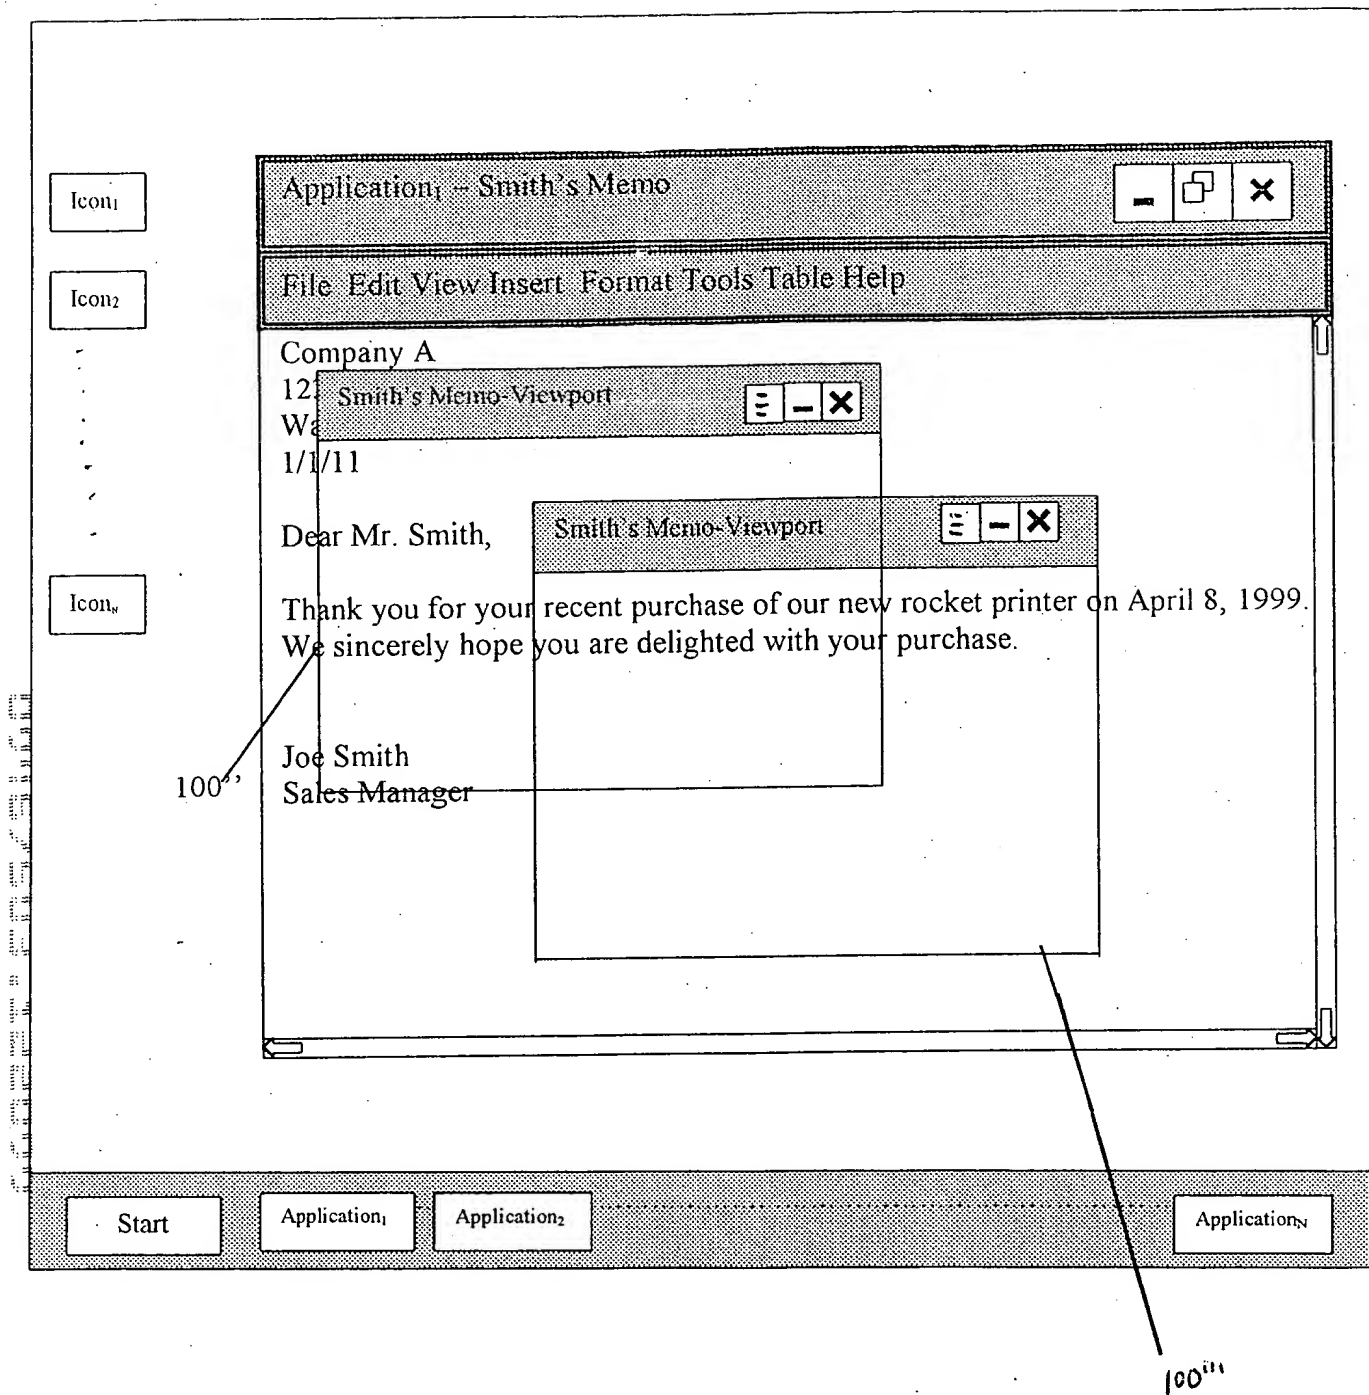 Application₁ – Smith's Memo
Icon₁
File Edit View Insert Format Tools Table Help
Icon₂
Company A
12
Smith's Memo-Viewport
Wa
1/1/11
Dear Mr. Smith,
Smith's Memo-Viewport
Icon_N
Thank you for your recent purchase of our new rocket printer on April 8, 1999.
We sincerely hope you are delighted with your purchase.
Joe Smith
100''
Sales Manager
Start
Application₁
Application₂
Application_N
100'''